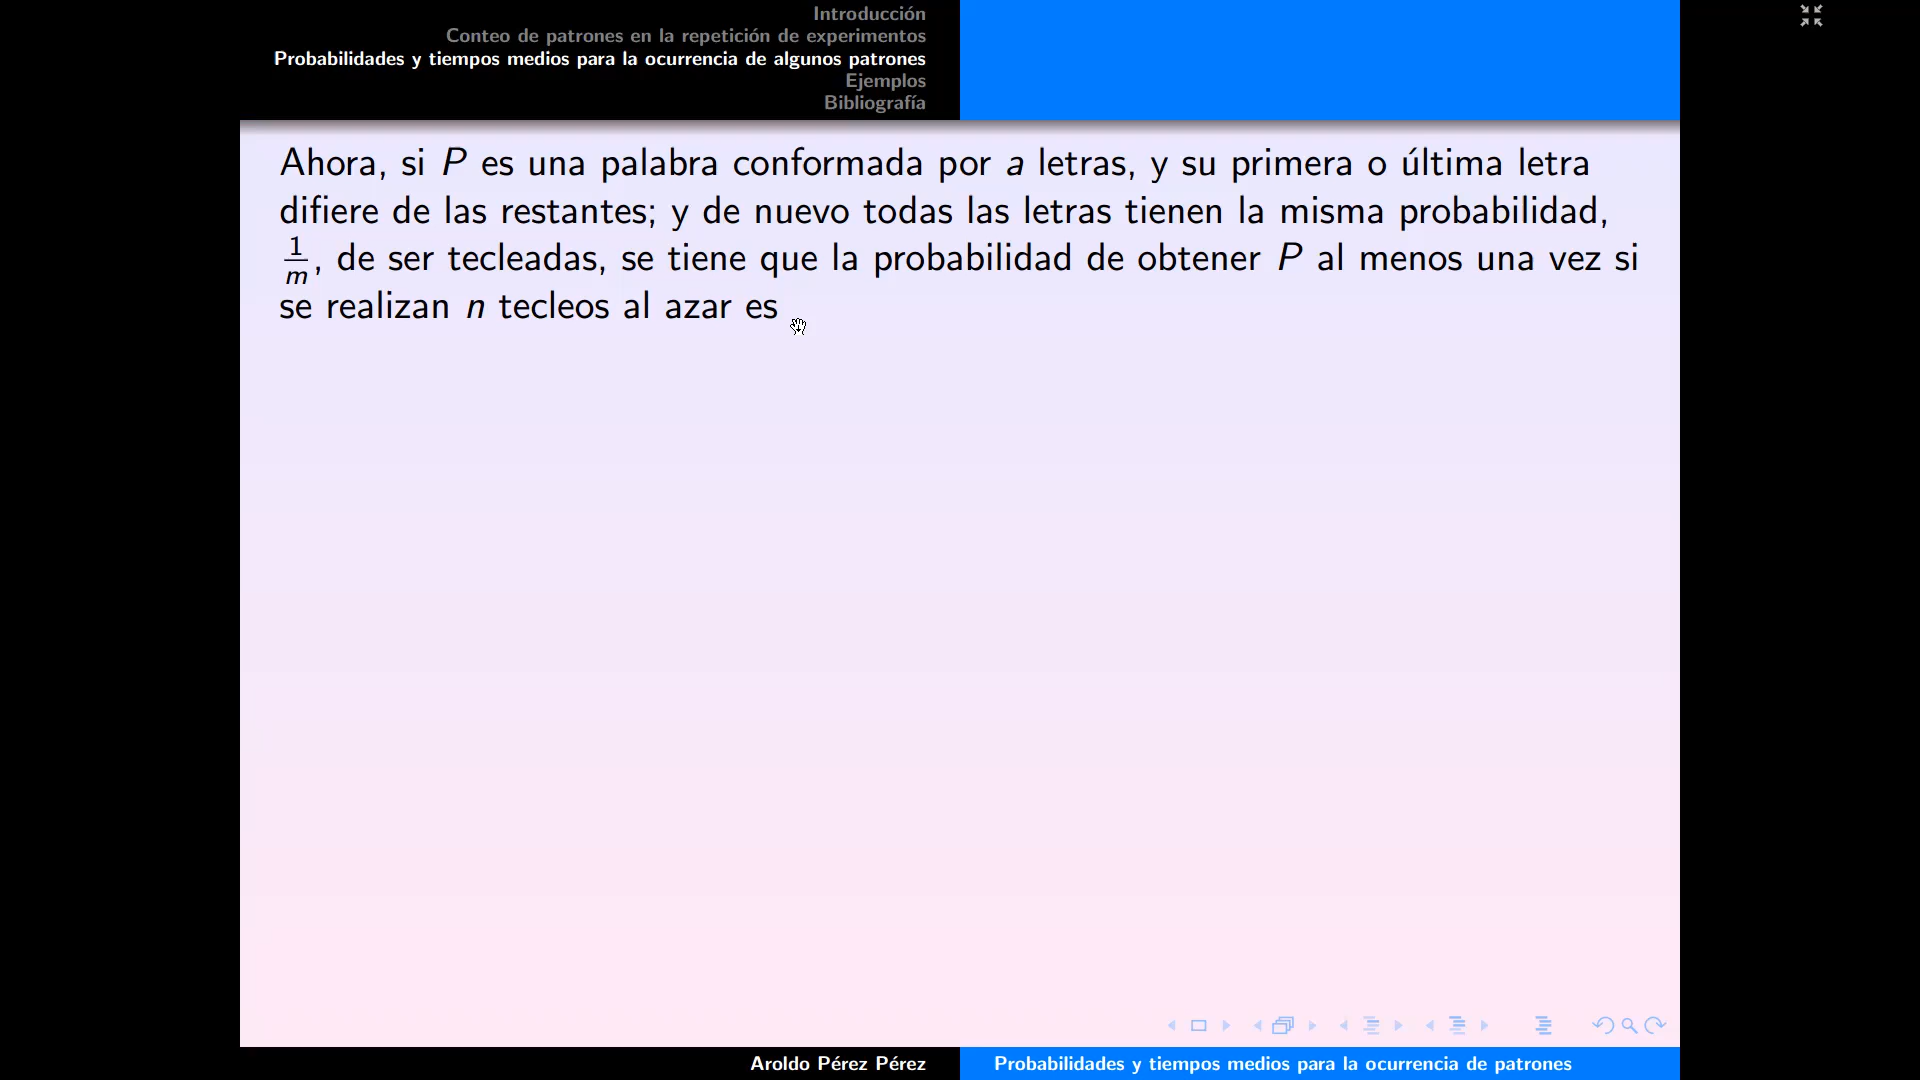 Introducción
Conteo de patrones en la repetición de experimentos
Probabilidades y tiempos medios para la ocurrencia de algunos patrones
Ejemplos
Bibliografía
Ahora, si P es una palabra conformada por a letras, y su primera o última letra
difiere de las restantes; y de nuevo todas las letras tienen la misma probabilidad,
1/m, de ser tecleadas, se tiene que la probabilidad de obtener P al menos una vez si
se realizan n tecleos al azar es
Aroldo Pérez Pérez
Probabilidades y tiempos medios para la ocurrencia de patrones